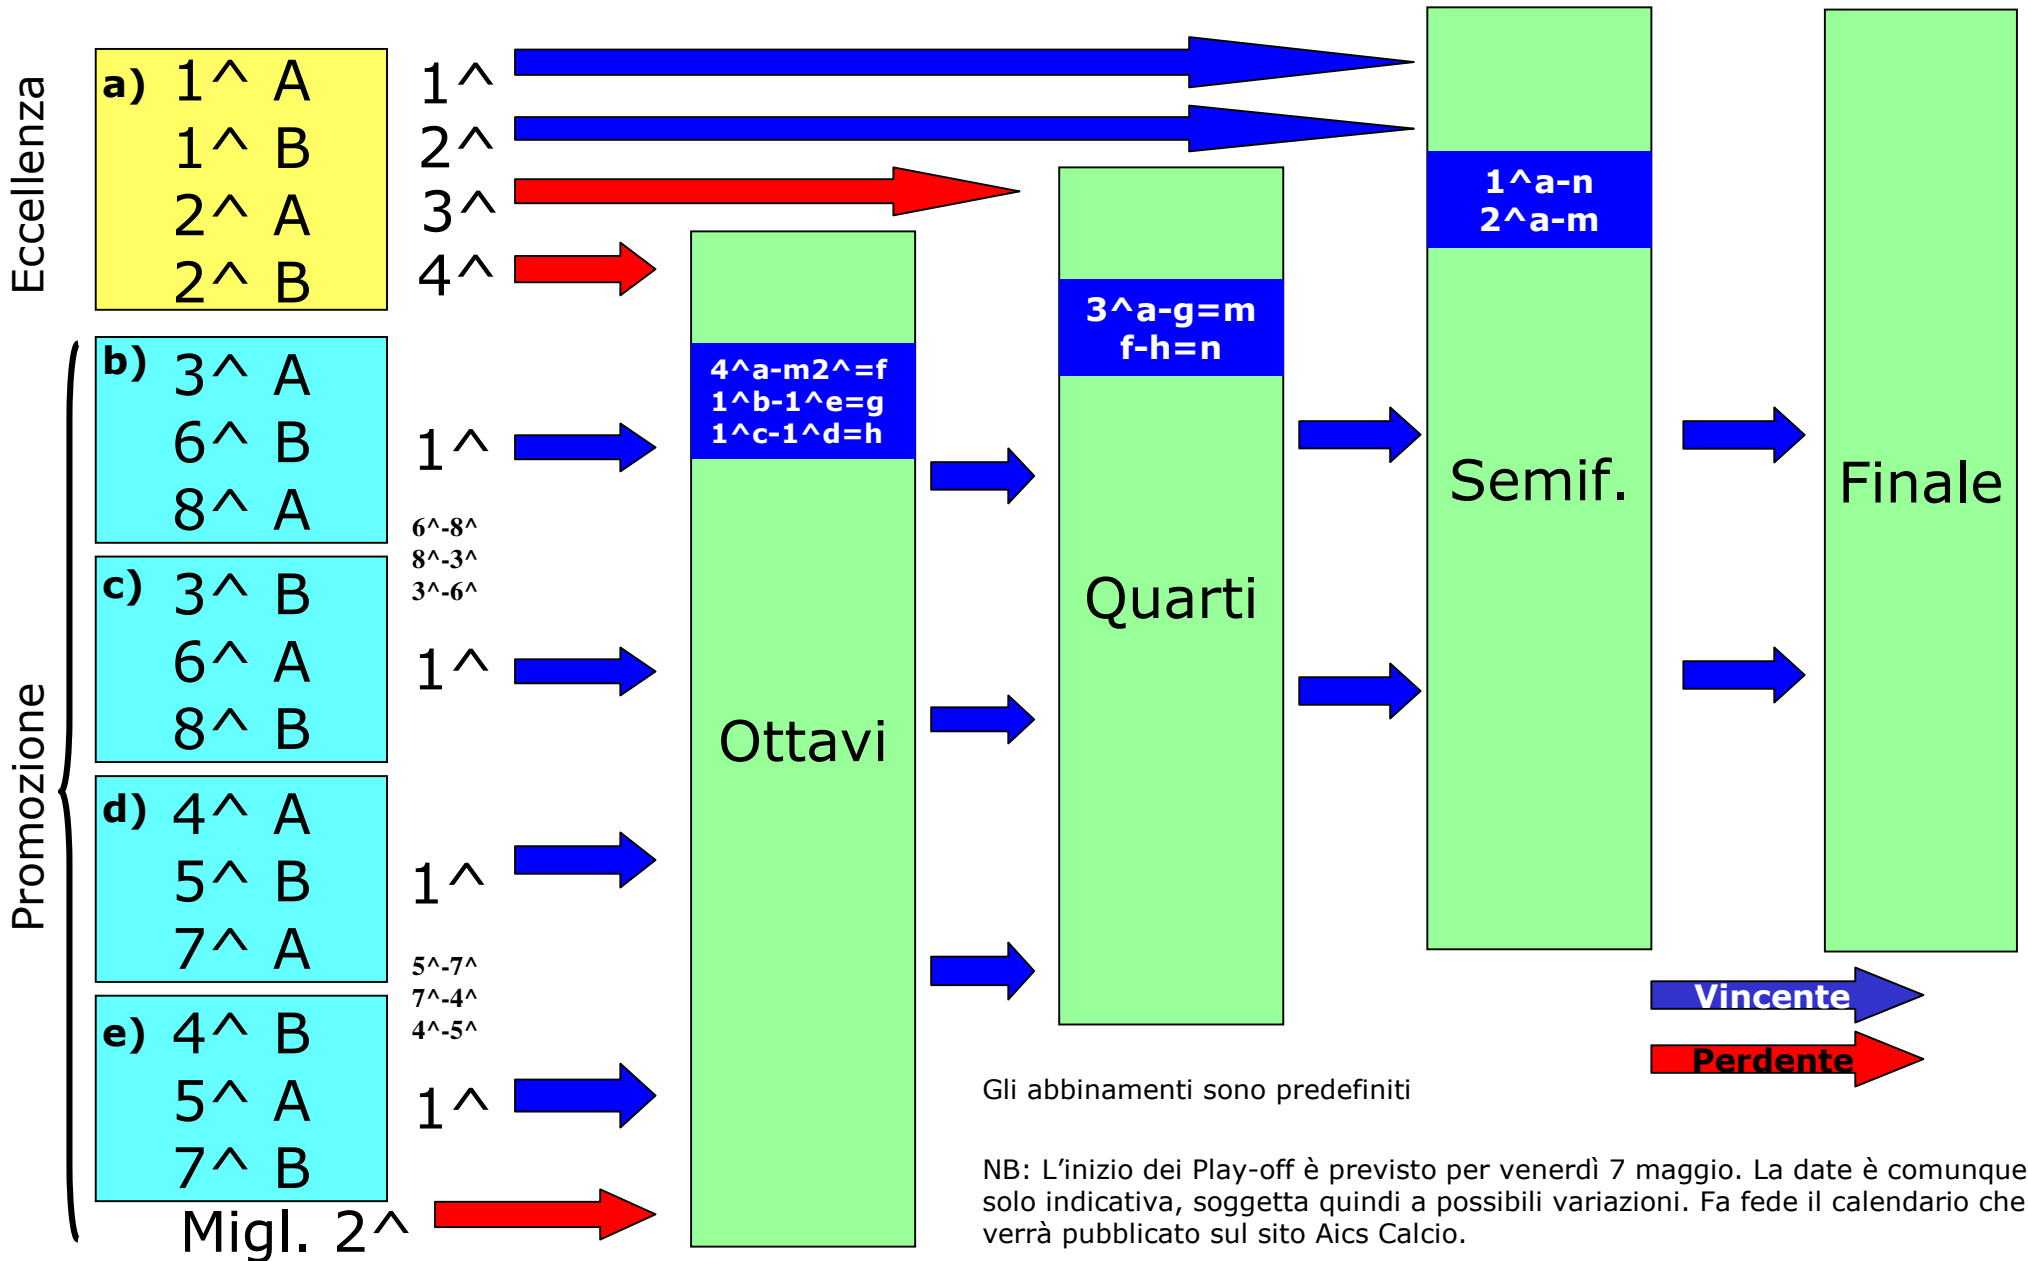 Eccellenza
a) 1^ A
1^ B
2^ A
2^ B
1^
2^
3^
4^
Promozione
b) 3^ A
6^ B
8^ A
1^
6^-8^
8^-3^
3^-6^
c) 3^ B
6^ A
8^ B
1^
d) 4^ A
5^ B
7^ A
1^
5^-7^
7^-4^
4^-5^
e) 4^ B
5^ A
7^ B
1^
Migl. 2^
4^a-m2^=f
1^b-1^e=g
1^c-1^d=h
Ottavi
3^a-g=m
f-h=n
Quarti
1^a-n
2^a-m
Semif.
Finale
Vincente
Perdente
Gli abbinamenti sono predefiniti
NB: L’inizio dei Play-off è previsto per venerdì 7 maggio. La date è comunque
solo indicativa, soggetta quindi a possibili variazioni. Fa fede il calendario che
verrà pubblicato sul sito Aics Calcio.